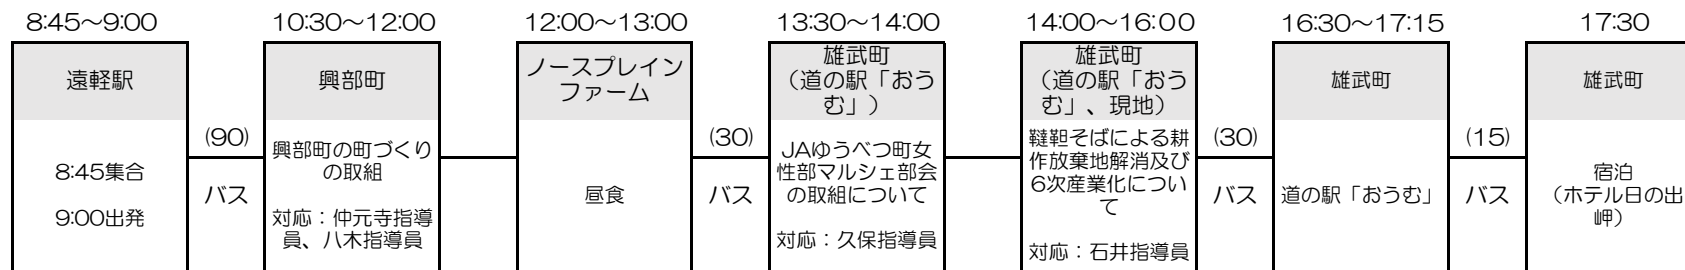 8:45～9:00
10:30～12:00
12:00～13:00
13:30～14:00
14:00～16:00
16:30～17:15
17:30
遠軽駅
興部町
ノースプレイン
ファーム
雄武町
（道の駅「おう
む」）
雄武町
（道の駅「おう
む」、現地）
雄武町
雄武町
8:45集合
9:00出発
(90)
バス
興部町の町づくり
の取組
対応：仲元寺指導
員、八木指導員
昼食
(30)
バス
JAゆうべつ町女
性部マルシェ部会
の取組について
対応：久保指導員
韃靼そばによる耕
作放棄地解消及び
6次産業化につい
て
対応：石井指導員
(30)
バス
道の駅「おうむ」
(15)
バス
宿泊
（ホテル日の出
岬）